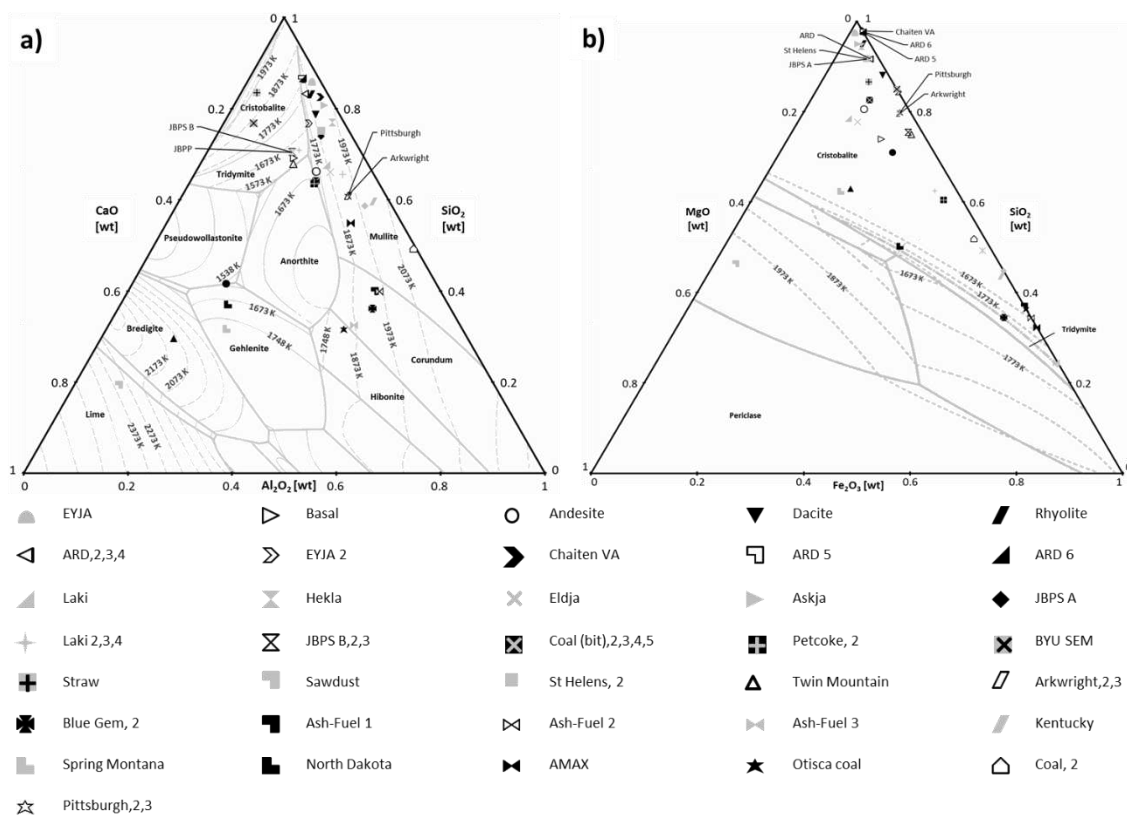 a)
0
1
1973 K
1873 K
Cristobalite
1773 K
0.2
0.8
JBPS B
JBPP
Pittsburgh
Arkwright
1773 K
1973 K
1673 K
Tridymite
1573 K
1673 K
0.4
0.6
CaO
[wt]
SiO2
[wt]
Pseudowollastonite
Anorthite
1873 K
Mullite
2073 K
1538 K
0.6
0.4
1673 K
Bredigite
1748 K
Gehlenite
1748 K
1873 K
1973 K
Corundum
2173 K
2073 K
0.8
0.2
Hibonite
Lime
2373 K
2273 K
1
0
0.2
0.4
0.6
0.8
Al2O2 [wt]
b)
0
1
ARD
St Helens
JBPS A
Chaiten VA
ARD 6
ARD 5
Pittsburgh
Arkwright
0.2
0.8
Cristobalite
0.4
0.6
MgO
[wt]
SiO2
[wt]
1973 K
1873 K
1673 K
1673 K
1773 K
0.6
0.4
Tridymite
1773 K
0.8
0.2
Periclase
1
0
0
0.2
0.4
0.6
0.8
1
Fe2O3 [wt]
EYJA Basal Andesite Dacite Rhyolite
ARD,2,3,4 EYJA 2 Chaiten VA ARD 5 ARD 6
Laki Hekla Eldja Askja JBPS A
Laki 2,3,4 JBPS B,2,3 Coal (bit),2,3,4,5 Petcoke, 2 BYU SEM
Straw Sawdust St Helens, 2 Twin Mountain Arkwright,2,3
Blue Gem, 2 Ash-Fuel 1 Ash-Fuel 2 Ash-Fuel 3 Kentucky
Spring Montana North Dakota AMAX Otisca coal Coal, 2
Pittsburgh,2,3